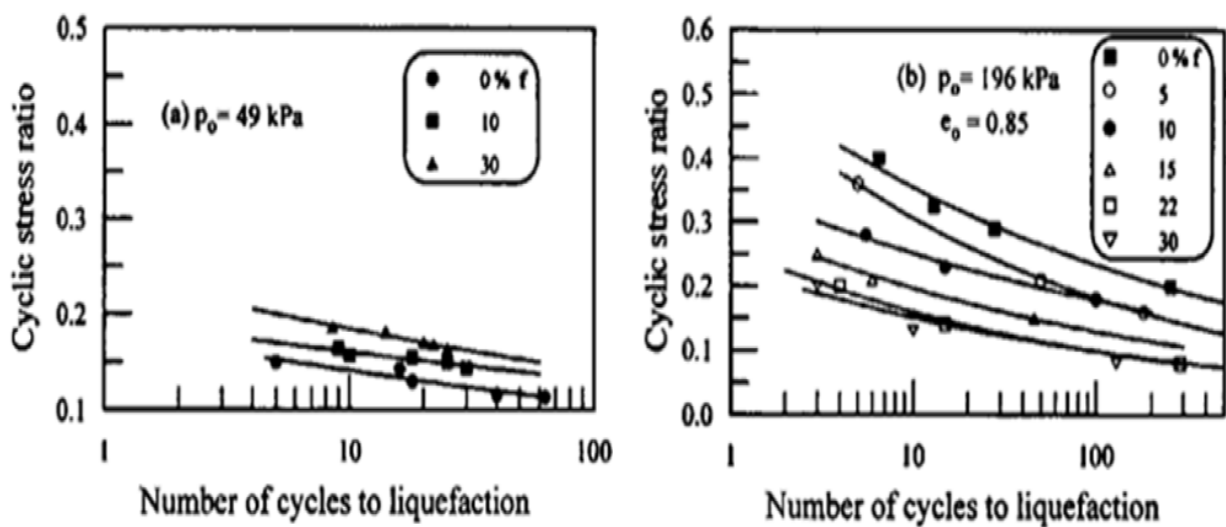 0.5
0.4
0.3
0.2
0.1
Cyclic stress ratio
(a) p₀= 49 kPa
0% f
10
30
1
10
100
Number of cycles to liquefaction
0.6
0.5
0.4
0.3
0.2
0.1
0.0
Cyclic stress ratio
(b) p₀= 196 kPa
e₀ = 0.85
0% f
5
10
15
22
30
1
10
100
Number of cycles to liquefaction